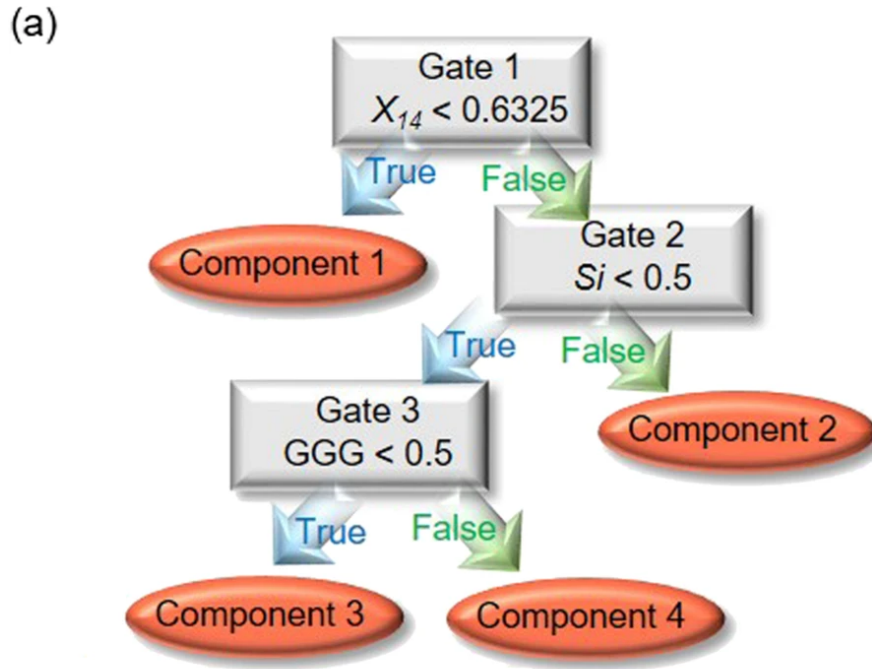 (a)
Gate 1
X₁₄ < 0.6325
True
False
Component 1
Gate 2
Si < 0.5
True
False
Gate 3
GGG < 0.5
Component 2
True
False
Component 3
Component 4